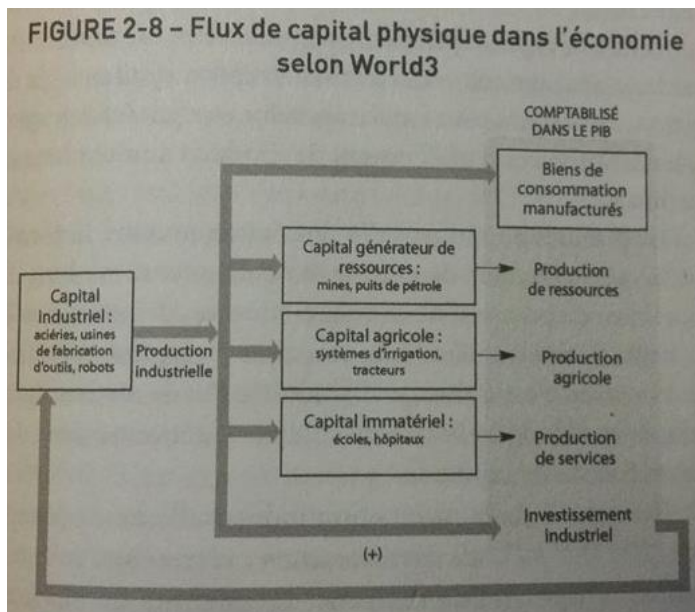 FIGURE 2-8 – Flux de capital physique dans l'économie
selon World3
COMPTABILISÉ
DANS LE PIB
Biens de
consommation
manufacturés
Capital générateur de
ressources :
mines, puits de pétrole
Production
de ressources
Capital
industriel :
aciéries, usines
de fabrication
d'outils, robots
Production
industrielle
Capital agricole :
systèmes d'irrigation,
tracteurs
Production
agricole
Capital immatériel :
écoles, hôpitaux
Production
de services
Investissement
industriel
(+)